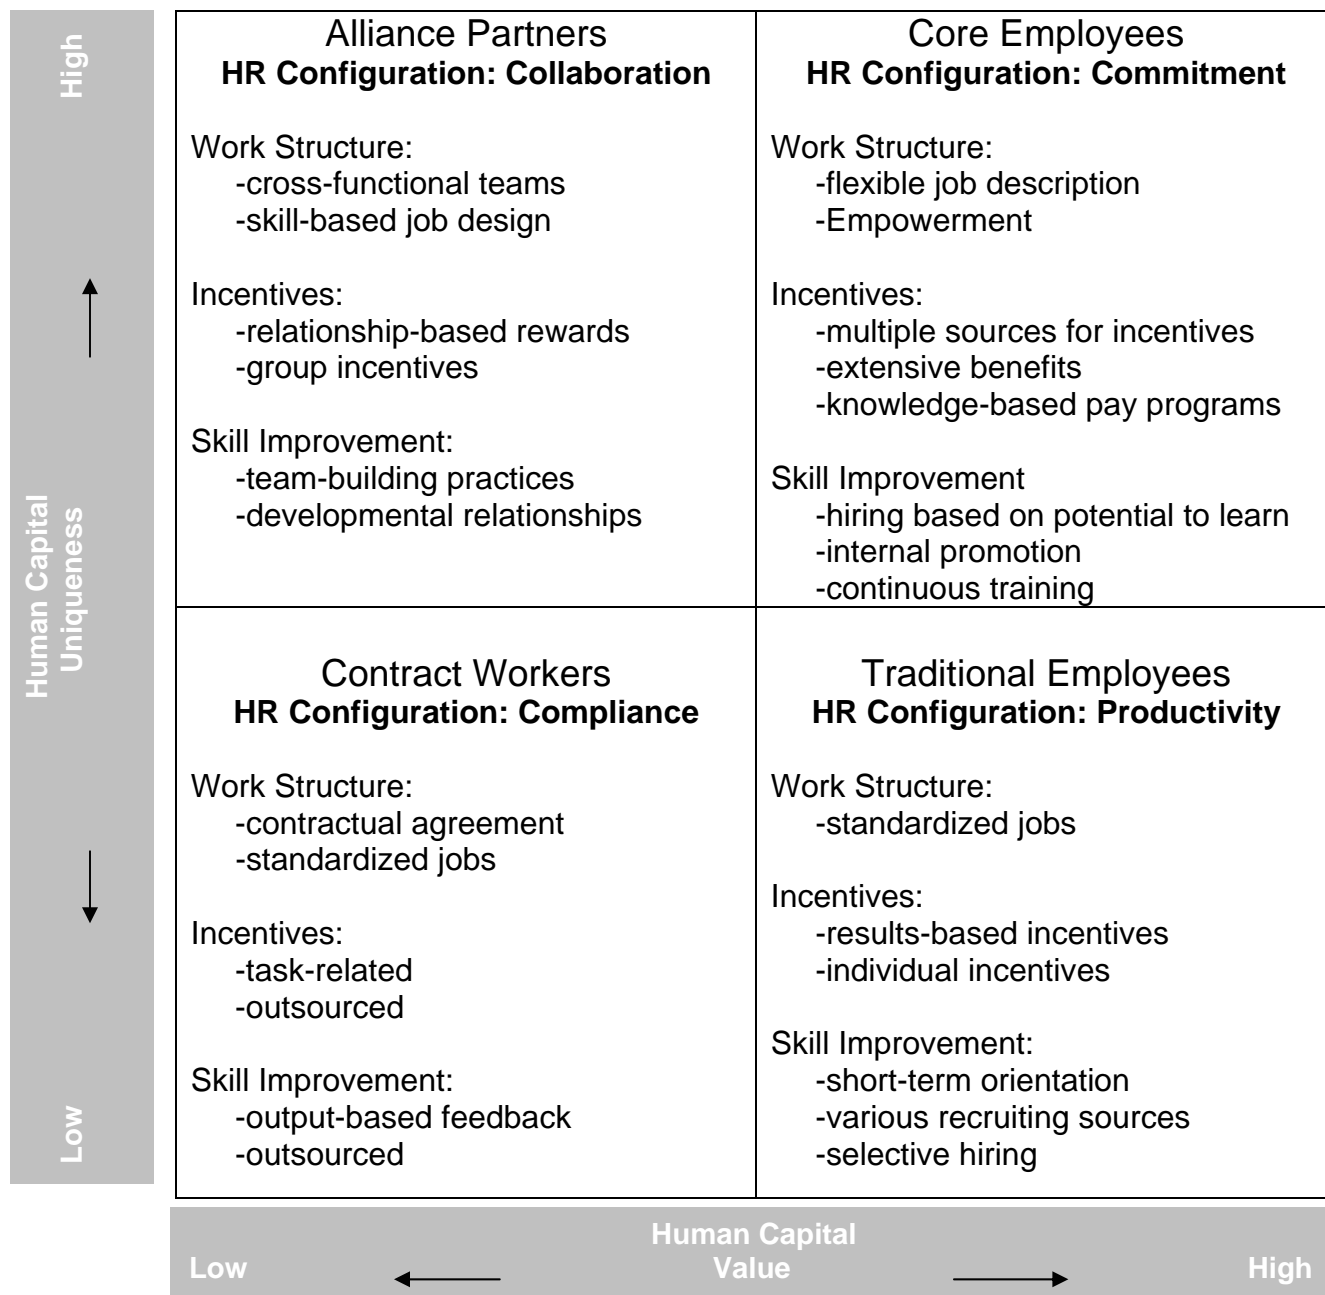 High
Human Capital
Uniqueness
Low
Alliance Partners
HR Configuration: Collaboration
Work Structure:
-cross-functional teams
-skill-based job design
Incentives:
-relationship-based rewards
-group incentives
Skill Improvement:
-team-building practices
-developmental relationships
Core Employees
HR Configuration: Commitment
Work Structure:
-flexible job description
-Empowerment
Incentives:
-multiple sources for incentives
-extensive benefits
-knowledge-based pay programs
Skill Improvement
-hiring based on potential to learn
-internal promotion
-continuous training
Contract Workers
HR Configuration: Compliance
Work Structure:
-contractual agreement
-standardized jobs
Incentives:
-task-related
-outsourced
Skill Improvement:
-output-based feedback
-outsourced
Traditional Employees
HR Configuration: Productivity
Work Structure:
-standardized jobs
Incentives:
-results-based incentives
-individual incentives
Skill Improvement:
-short-term orientation
-various recruiting sources
-selective hiring
Human Capital
Low Value High